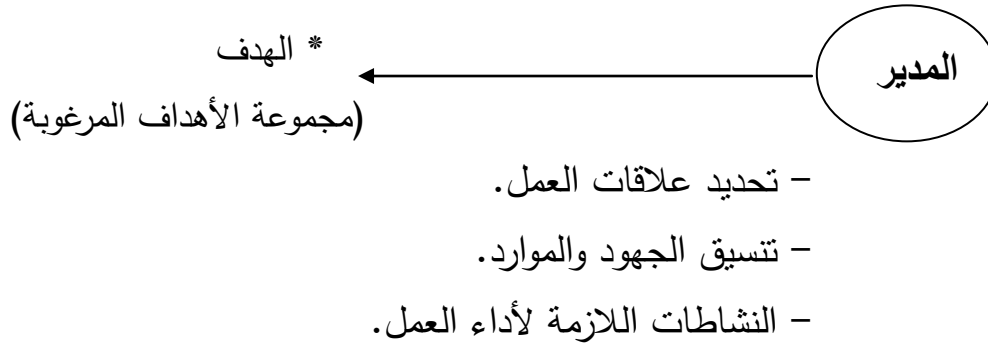 المدير
* الهدف
(مجموعة الأهداف المرغوبة)
– تحديد علاقات العمل.
– تنسيق الجهود والموارد.
– النشاطات اللازمة لأداء العمل.